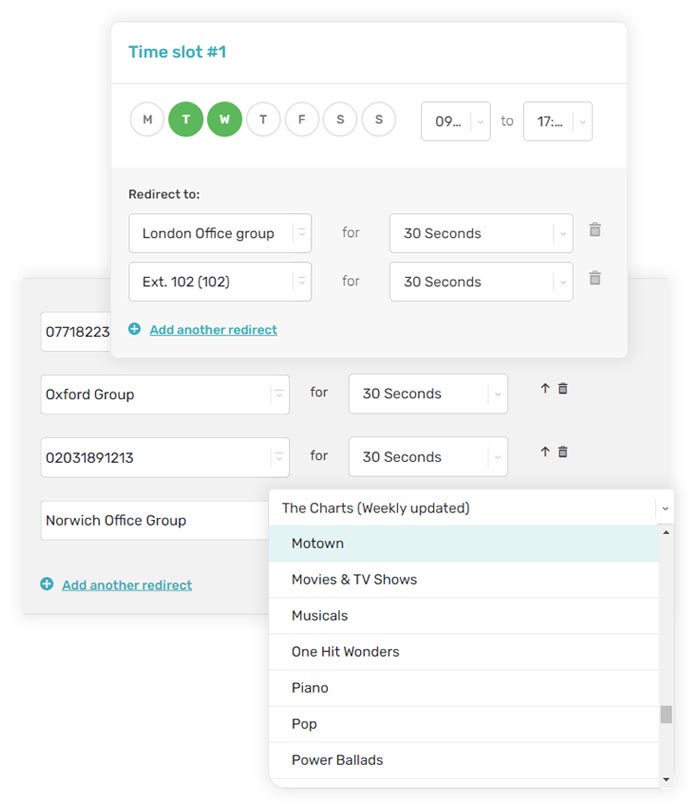 Time slot #1
M T W T F S S 09... to 17:...
Redirect to:
London Office group for 30 Seconds
Ext. 102 (102) for 30 Seconds
Add another redirect
07718223
Oxford Group for 30 Seconds
02031891213 for 30 Seconds
Norwich Office Group
Add another redirect
The Charts (Weekly updated)
Motown
Movies & TV Shows
Musicals
One Hit Wonders
Piano
Pop
Power Ballads